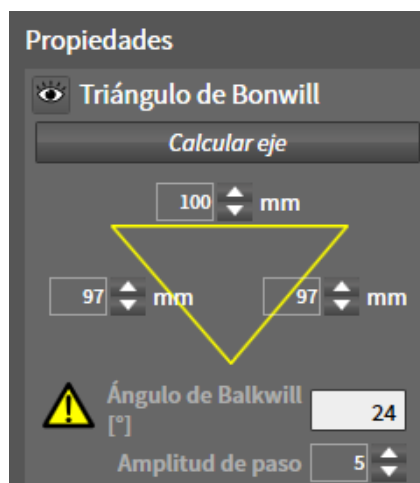 Propiedades
Triángulo de Bonwill
Calcular eje
100 mm
97 mm 97 mm
Ángulo de Balkwill
[°] 24
Amplitud de paso 5